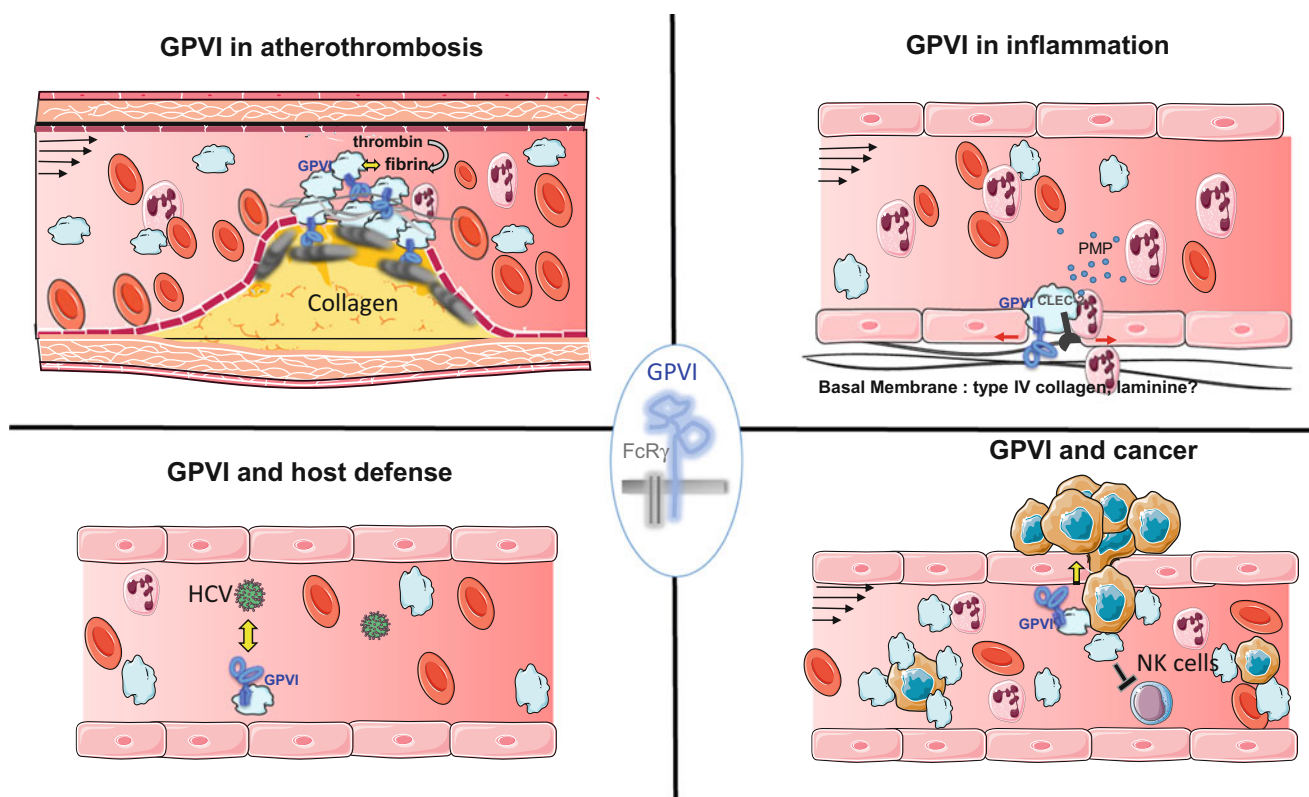 GPVI in atherothrombosis
thrombin
GPVI
fibrin
Collagen
GPVI in inflammation
PMP
GPVI
CLEC-2
Basal Membrane : type IV collagen, laminine?
GPVI
FcRγ
GPVI and host defense
HCV
GPVI
GPVI and cancer
GPVI
NK cells